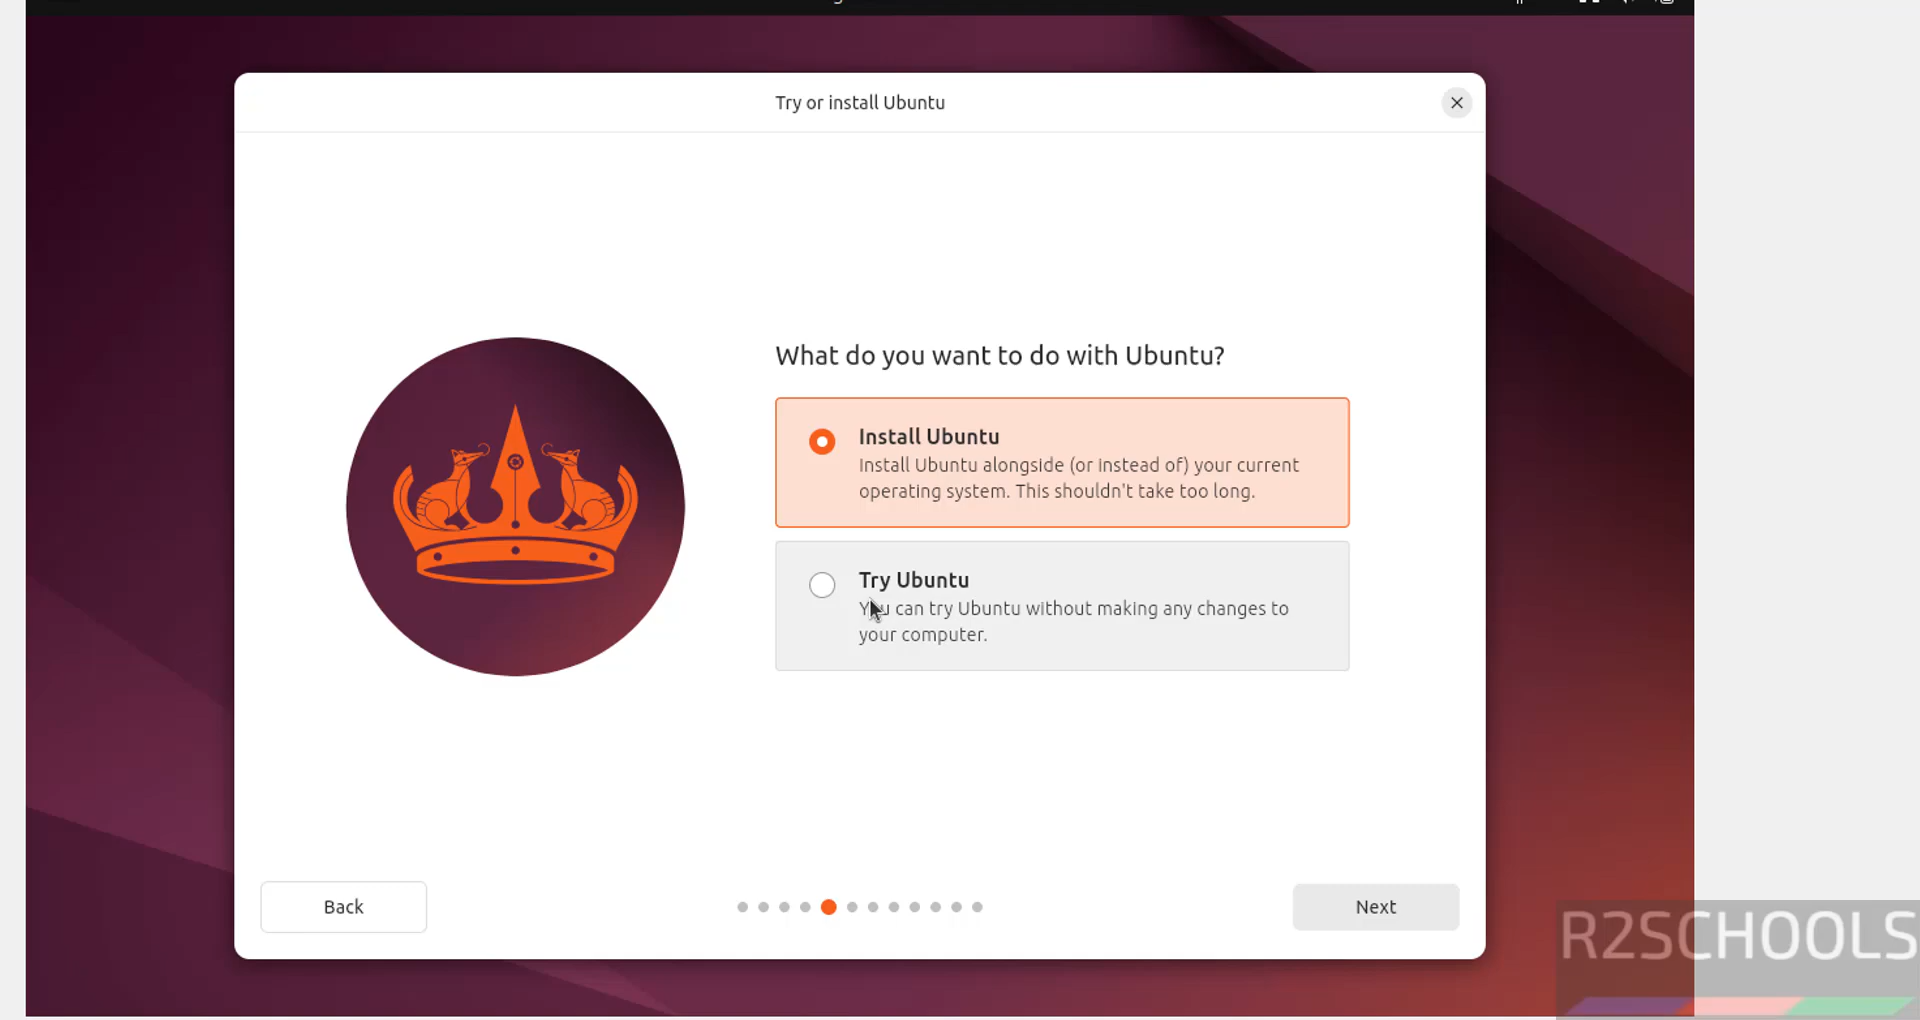 Try or install Ubuntu
What do you want to do with Ubuntu?
Install Ubuntu
Install Ubuntu alongside (or instead of) your current
operating system. This shouldn't take too long.
Try Ubuntu
You can try Ubuntu without making any changes to
your computer.
Back
Next
R2SCHOOLS